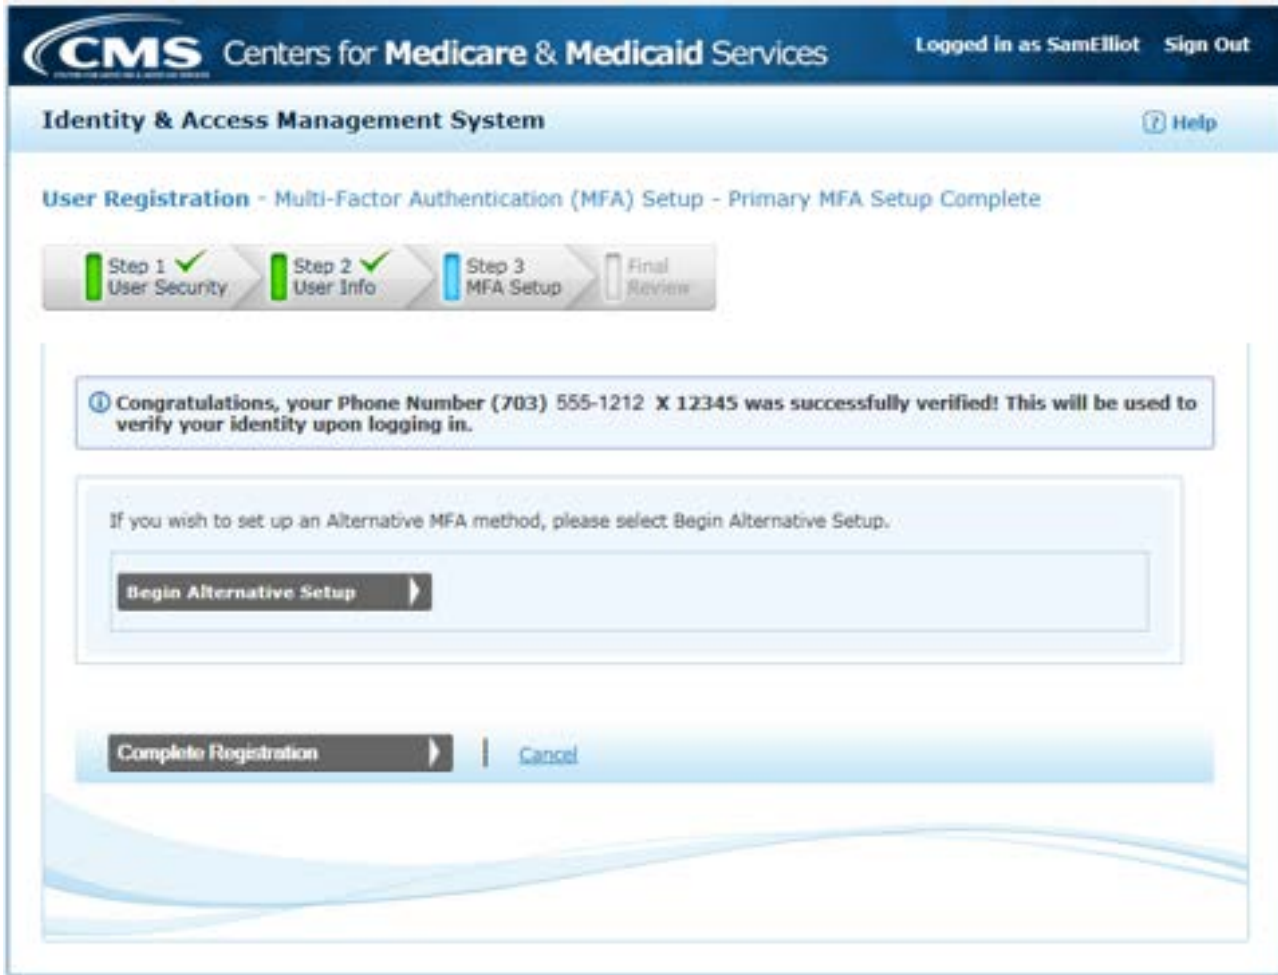 CMS Centers for Medicare & Medicaid Services
Logged in as SamElliot Sign Out
Identity & Access Management System
? Help
User Registration - Multi-Factor Authentication (MFA) Setup - Primary MFA Setup Complete
Step 1
User Security
Step 2
User Info
Step 3
MFA Setup
Final
Review
Congratulations, your Phone Number (703) 555-1212 X 12345 was successfully verified! This will be used to
verify your identity upon logging in.
If you wish to set up an Alternative MFA method, please select Begin Alternative Setup.
Begin Alternative Setup
Complete Registration | Cancel